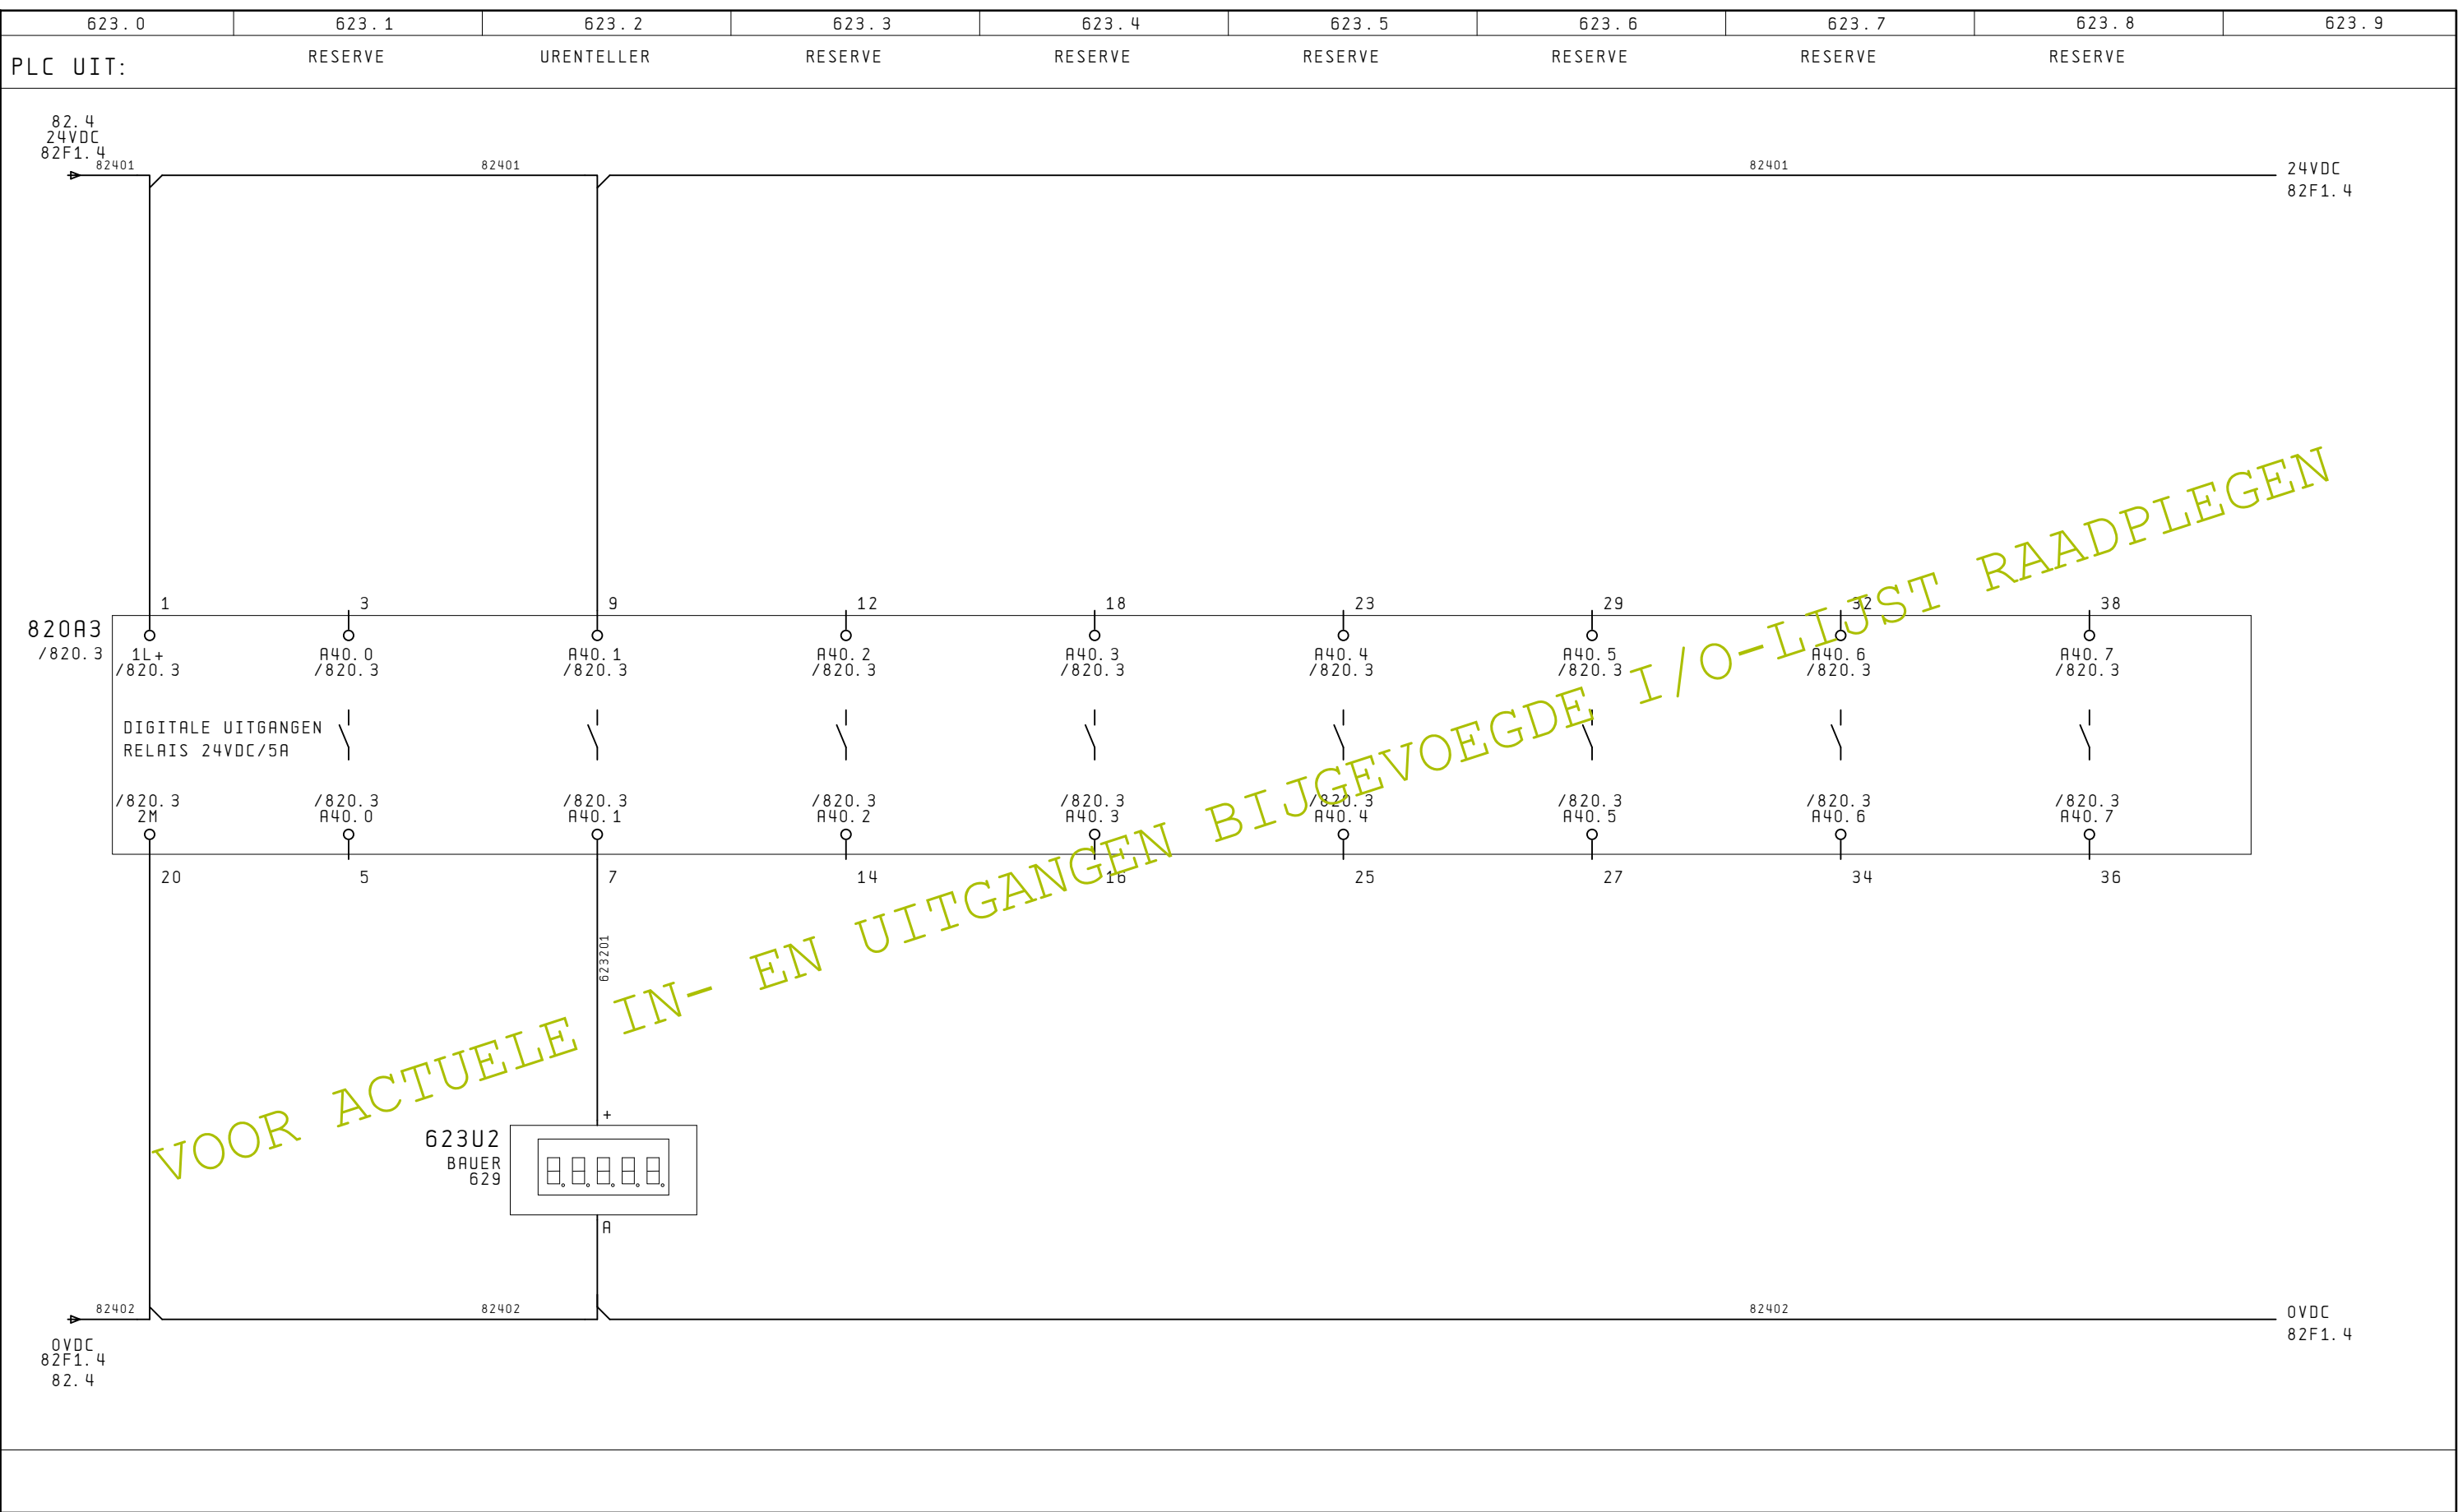 623.0 623.1 623.2 623.3 623.4 623.5 623.6 623.7 623.8 623.9
PLC UIT: RESERVE URENTELLER RESERVE RESERVE RESERVE RESERVE RESERVE RESERVE
82.4
24VDC
82F1.4
82401 82401 82401
24VDC
82F1.4
1 3 9 12 18 23 29 32 38
820A3
/820.3
1L+ A40.0 A40.1 A40.2 A40.3 A40.4 A40.5 A40.6 A40.7
/820.3 /820.3 /820.3 /820.3 /820.3 /820.3 /820.3 /820.3 /820.3
DIGITALE UITGANGEN
RELAIS 24VDC/5A
/820.3 /820.3 /820.3 /820.3 /820.3 /820.3 /820.3 /820.3 /820.3
2M A40.0 A40.1 A40.2 A40.3 A40.4 A40.5 A40.6 A40.7
20 5 7 14 16 25 27 34 36
623201
VOOR ACTUELE IN- EN UITGANGEN BIJGEVOEGDE I/O-LIJST RAADPLEGEN
+
623U2
BAUER
629
8.8.8.8.8.
A
82402 82402 82402
0VDC
82F1.4
82.4
0VDC
82F1.4